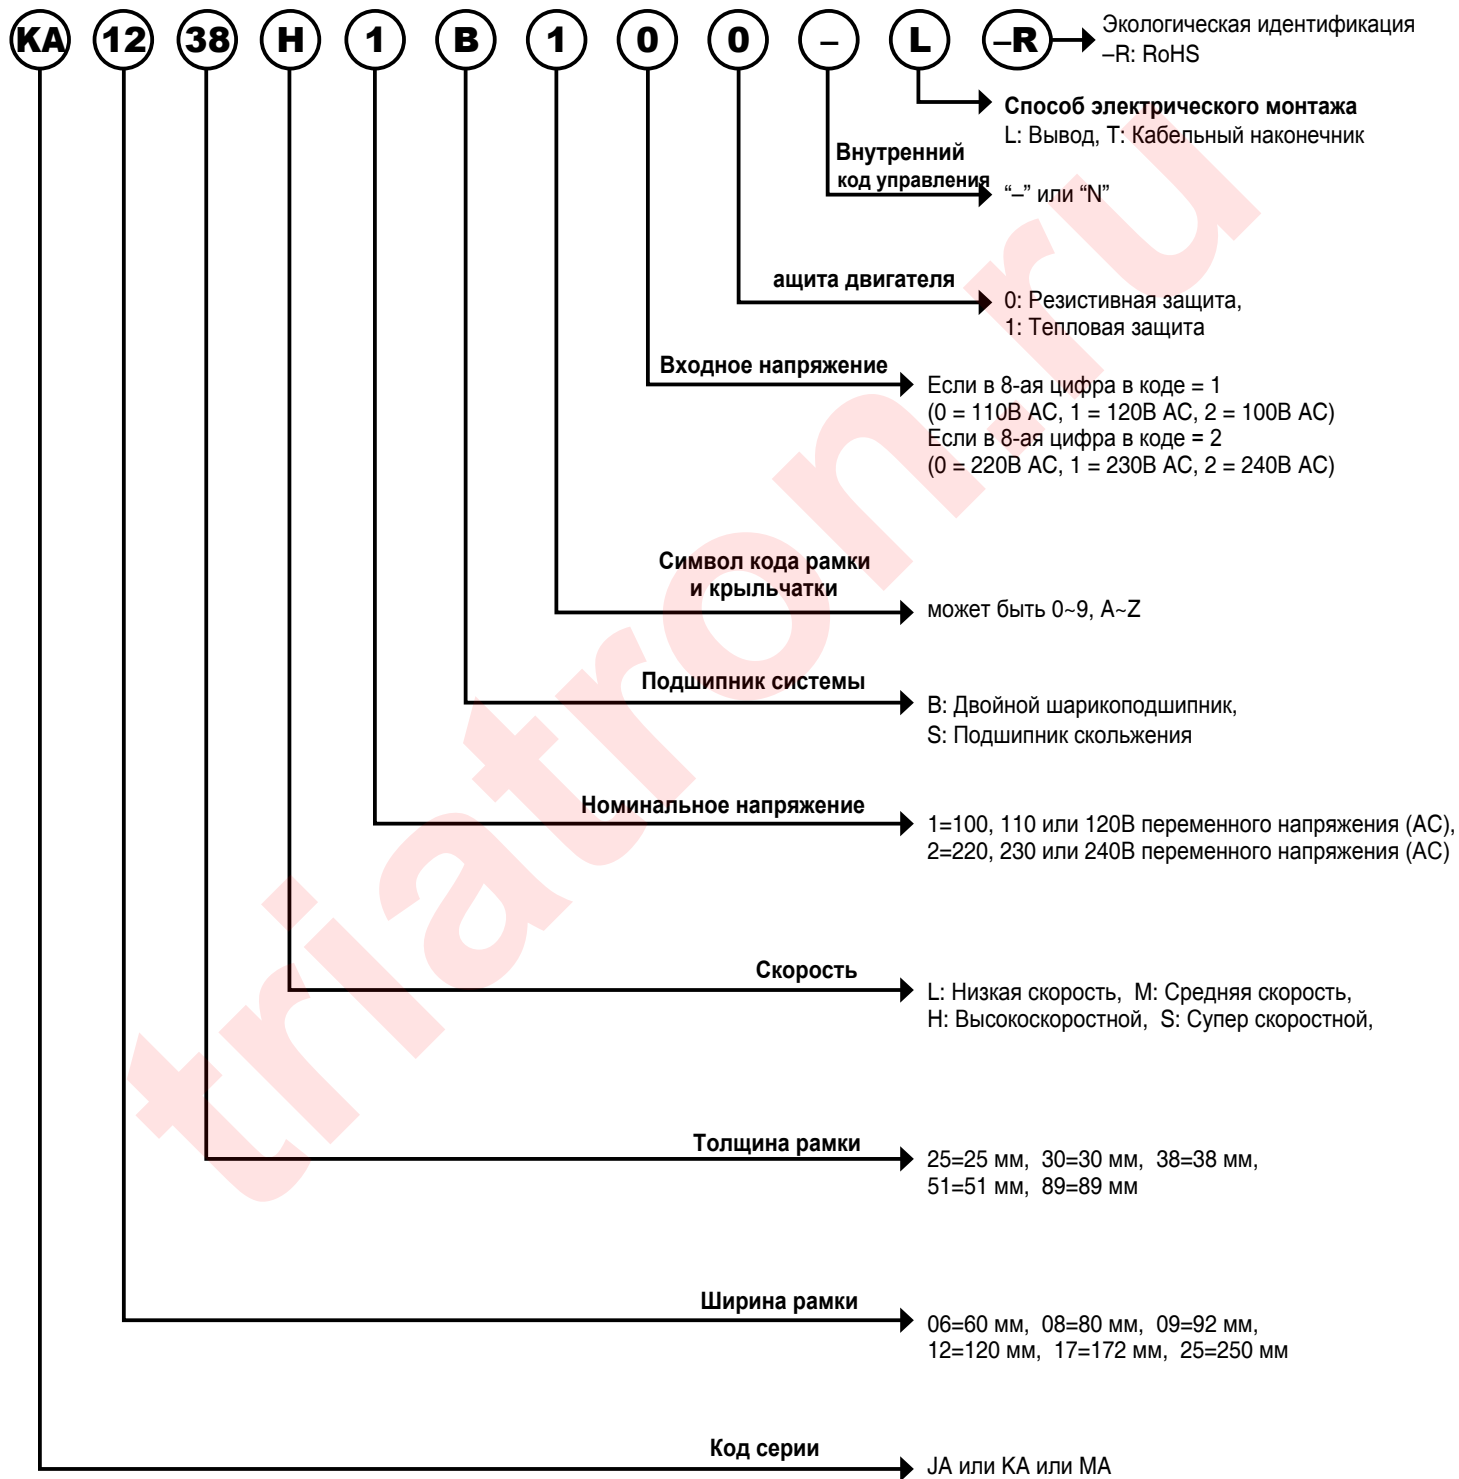 KA 12 38 H 1 B 1 0 0 – L –R
Экологическая идентификация
–R: RoHS
Способ электрического монтажа
L: Вывод, T: Кабельный наконечник
Внутренний
код управления
“–” или “N”
ащита двигателя
0: Резистивная защита,
1: Тепловая защита
Входное напряжение
Если в 8-ая цифра в коде = 1
(0 = 110В AC, 1 = 120В AC, 2 = 100В AC)
Если в 8-ая цифра в коде = 2
(0 = 220В AC, 1 = 230В AC, 2 = 240В AC)
Символ кода рамки
и крыльчатки
может быть 0~9, A~Z
Подшипник системы
B: Двойной шарикоподшипник,
S: Подшипник скольжения
Номинальное напряжение
1=100, 110 или 120В переменного напряжения (AC),
2=220, 230 или 240В переменного напряжения (AC)
Скорость
L: Низкая скорость, M: Средняя скорость,
H: Высокоскоростной, S: Супер скоростной,
Толщина рамки
25=25 мм, 30=30 мм, 38=38 мм,
51=51 мм, 89=89 мм
Ширина рамки
06=60 мм, 08=80 мм, 09=92 мм,
12=120 мм, 17=172 мм, 25=250 мм
Код серии
JA или KA или MA
triatron.ru